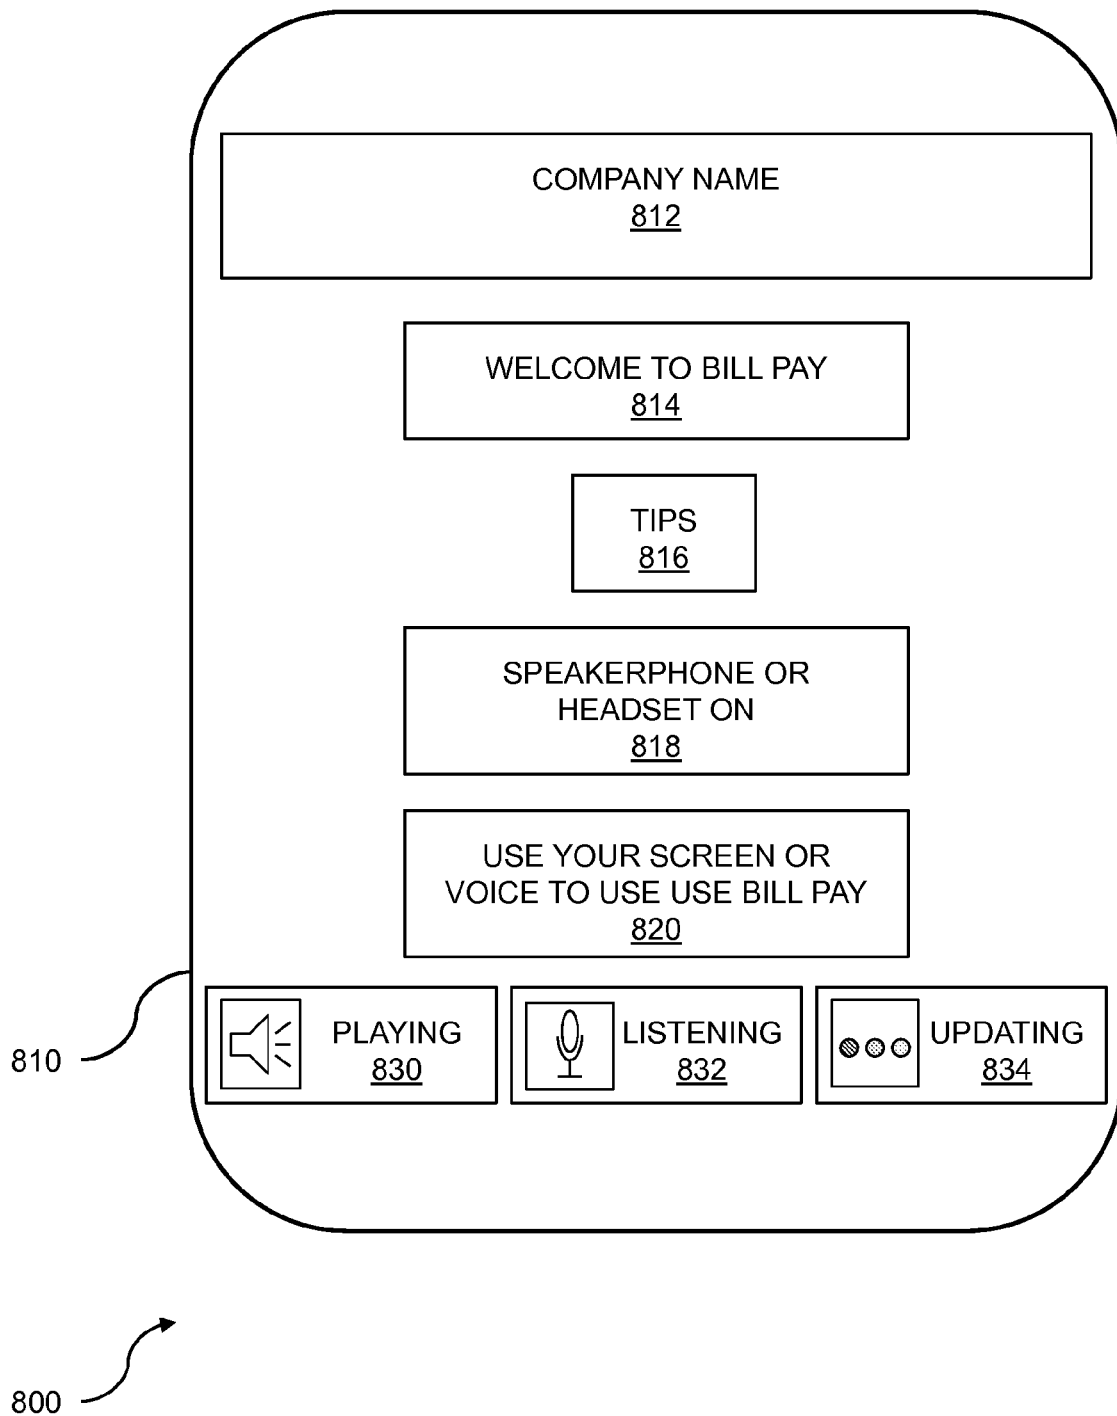 COMPANY NAME
812
WELCOME TO BILL PAY
814
TIPS
816
SPEAKERPHONE OR
HEADSET ON
818
USE YOUR SCREEN OR
VOICE TO USE USE BILL PAY
820
PLAYING
830
LISTENING
832
UPDATING
834
810
800